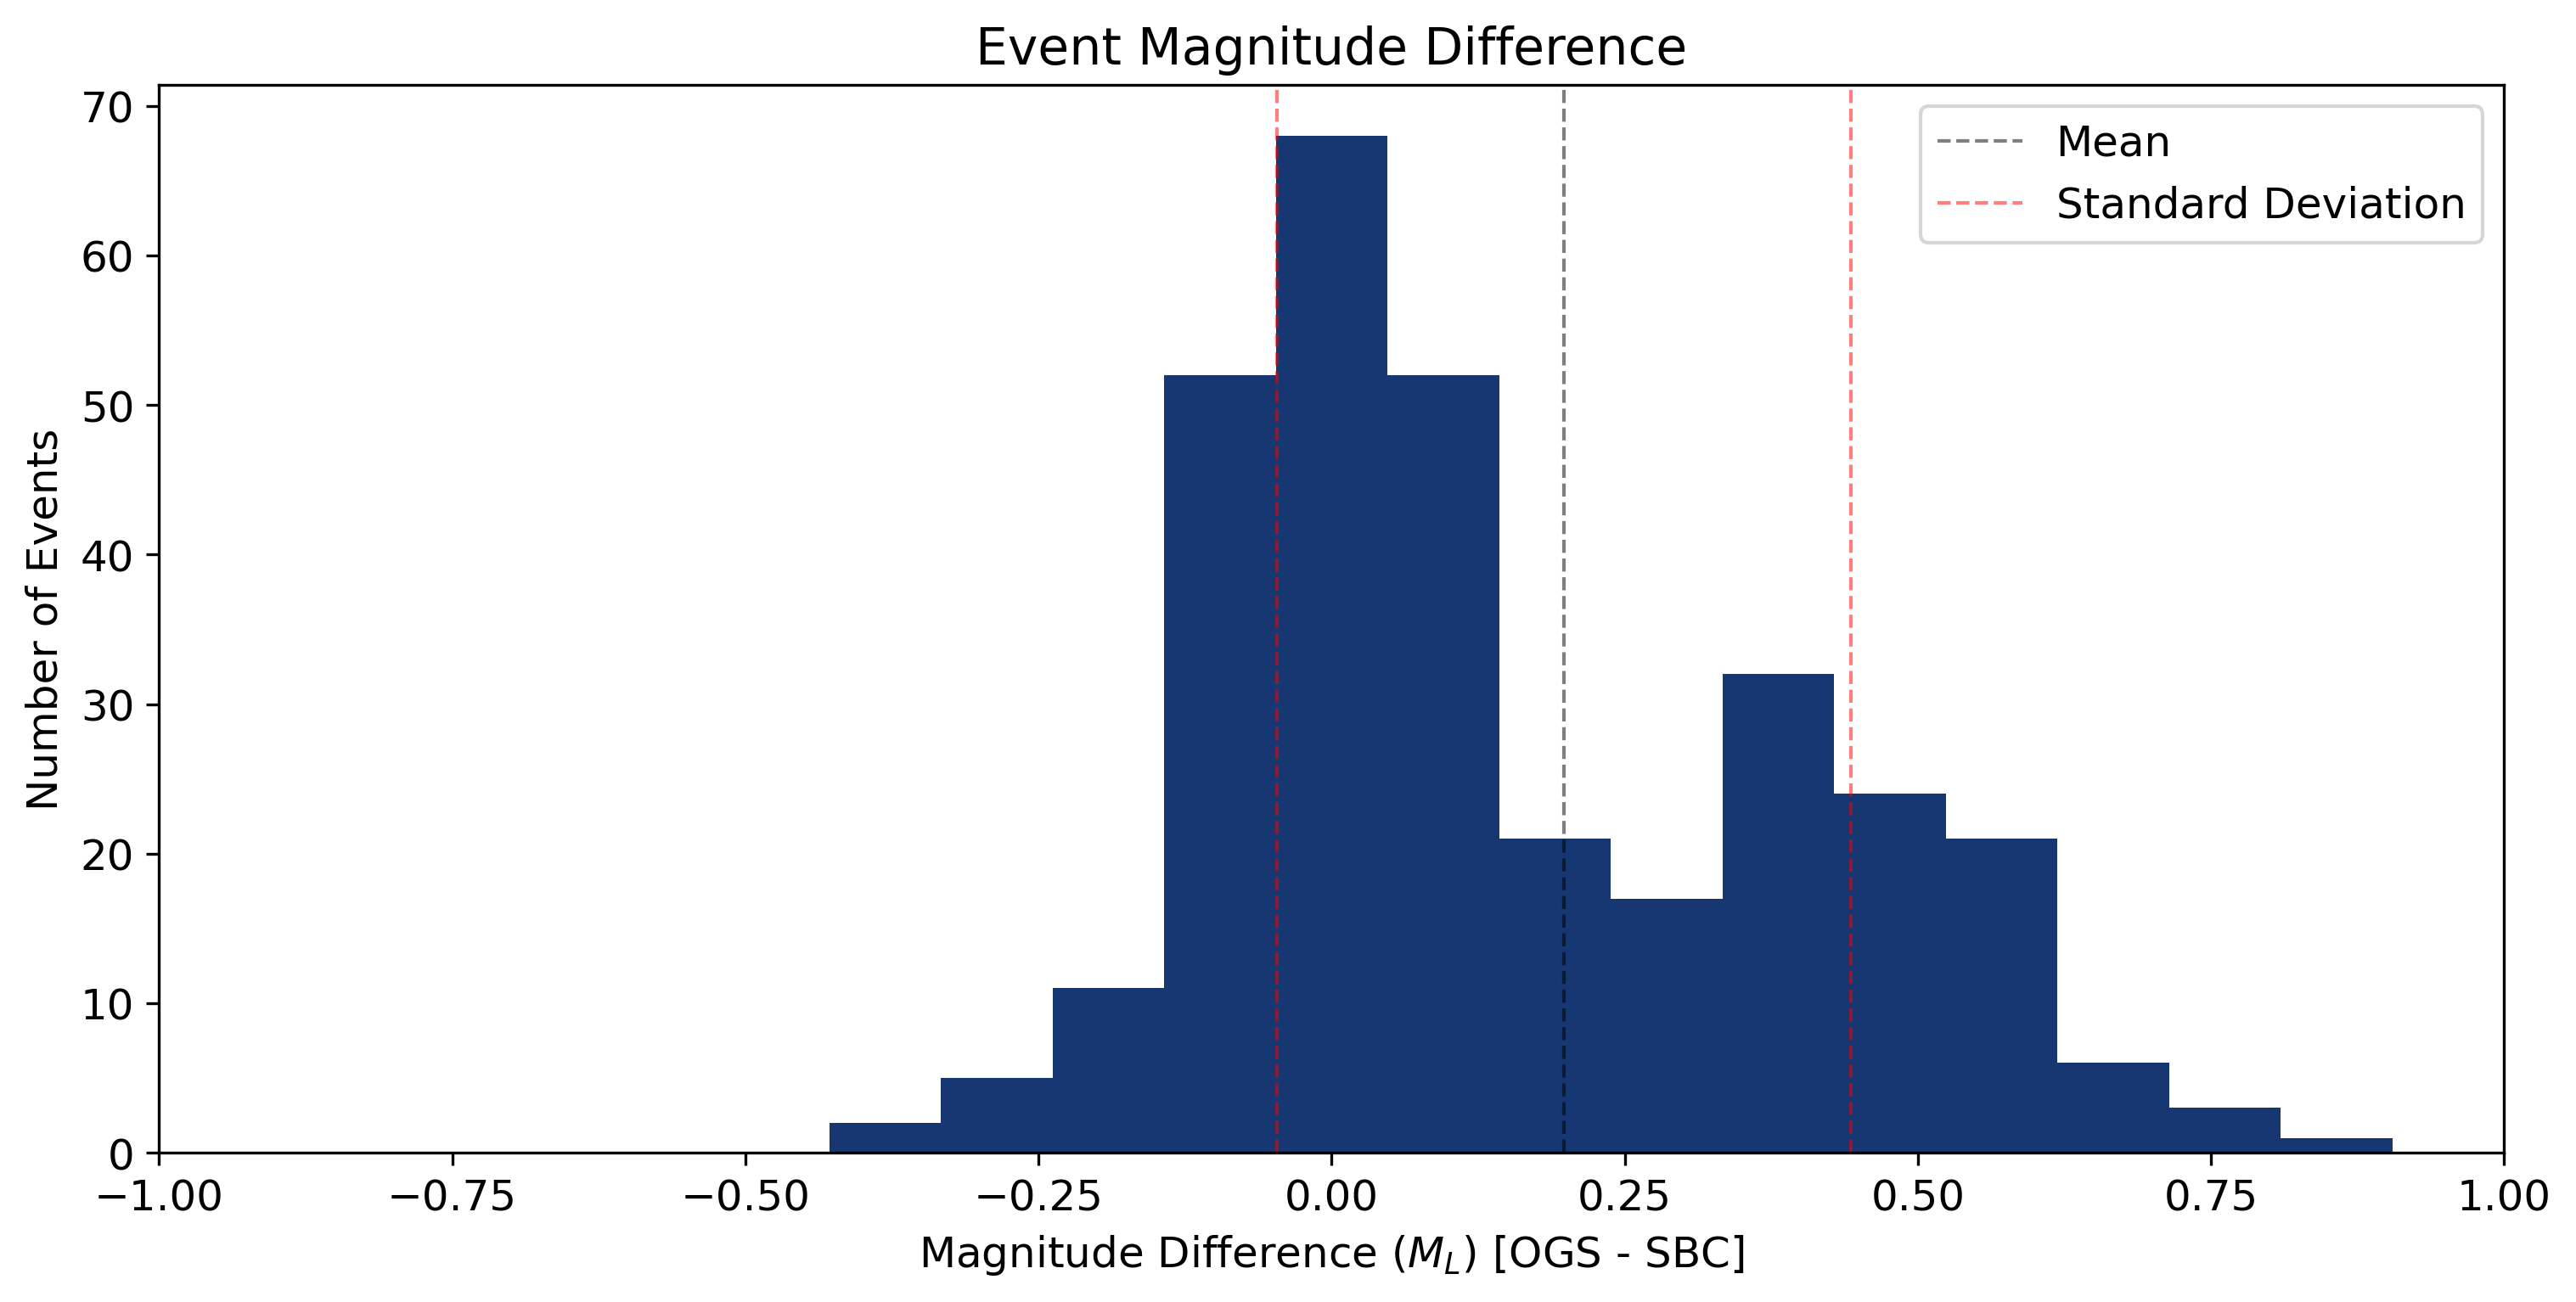 Event Magnitude Difference
70
60
50
40
30
20
10
0
Number of Events
Mean
Standard Deviation
−1.00 −0.75 −0.50 −0.25 0.00 0.25 0.50 0.75 1.00
Magnitude Difference (M_L) [OGS - SBC]